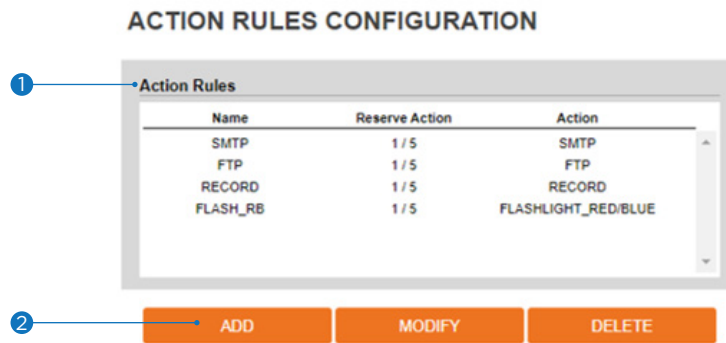 ACTION RULES CONFIGURATION
1 Action Rules
Name Reserve Action Action
SMTP 1 / 5 SMTP
FTP 1 / 5 FTP
RECORD 1 / 5 RECORD
FLASH_RB 1 / 5 FLASHLIGHT_RED/BLUE
2 ADD MODIFY DELETE